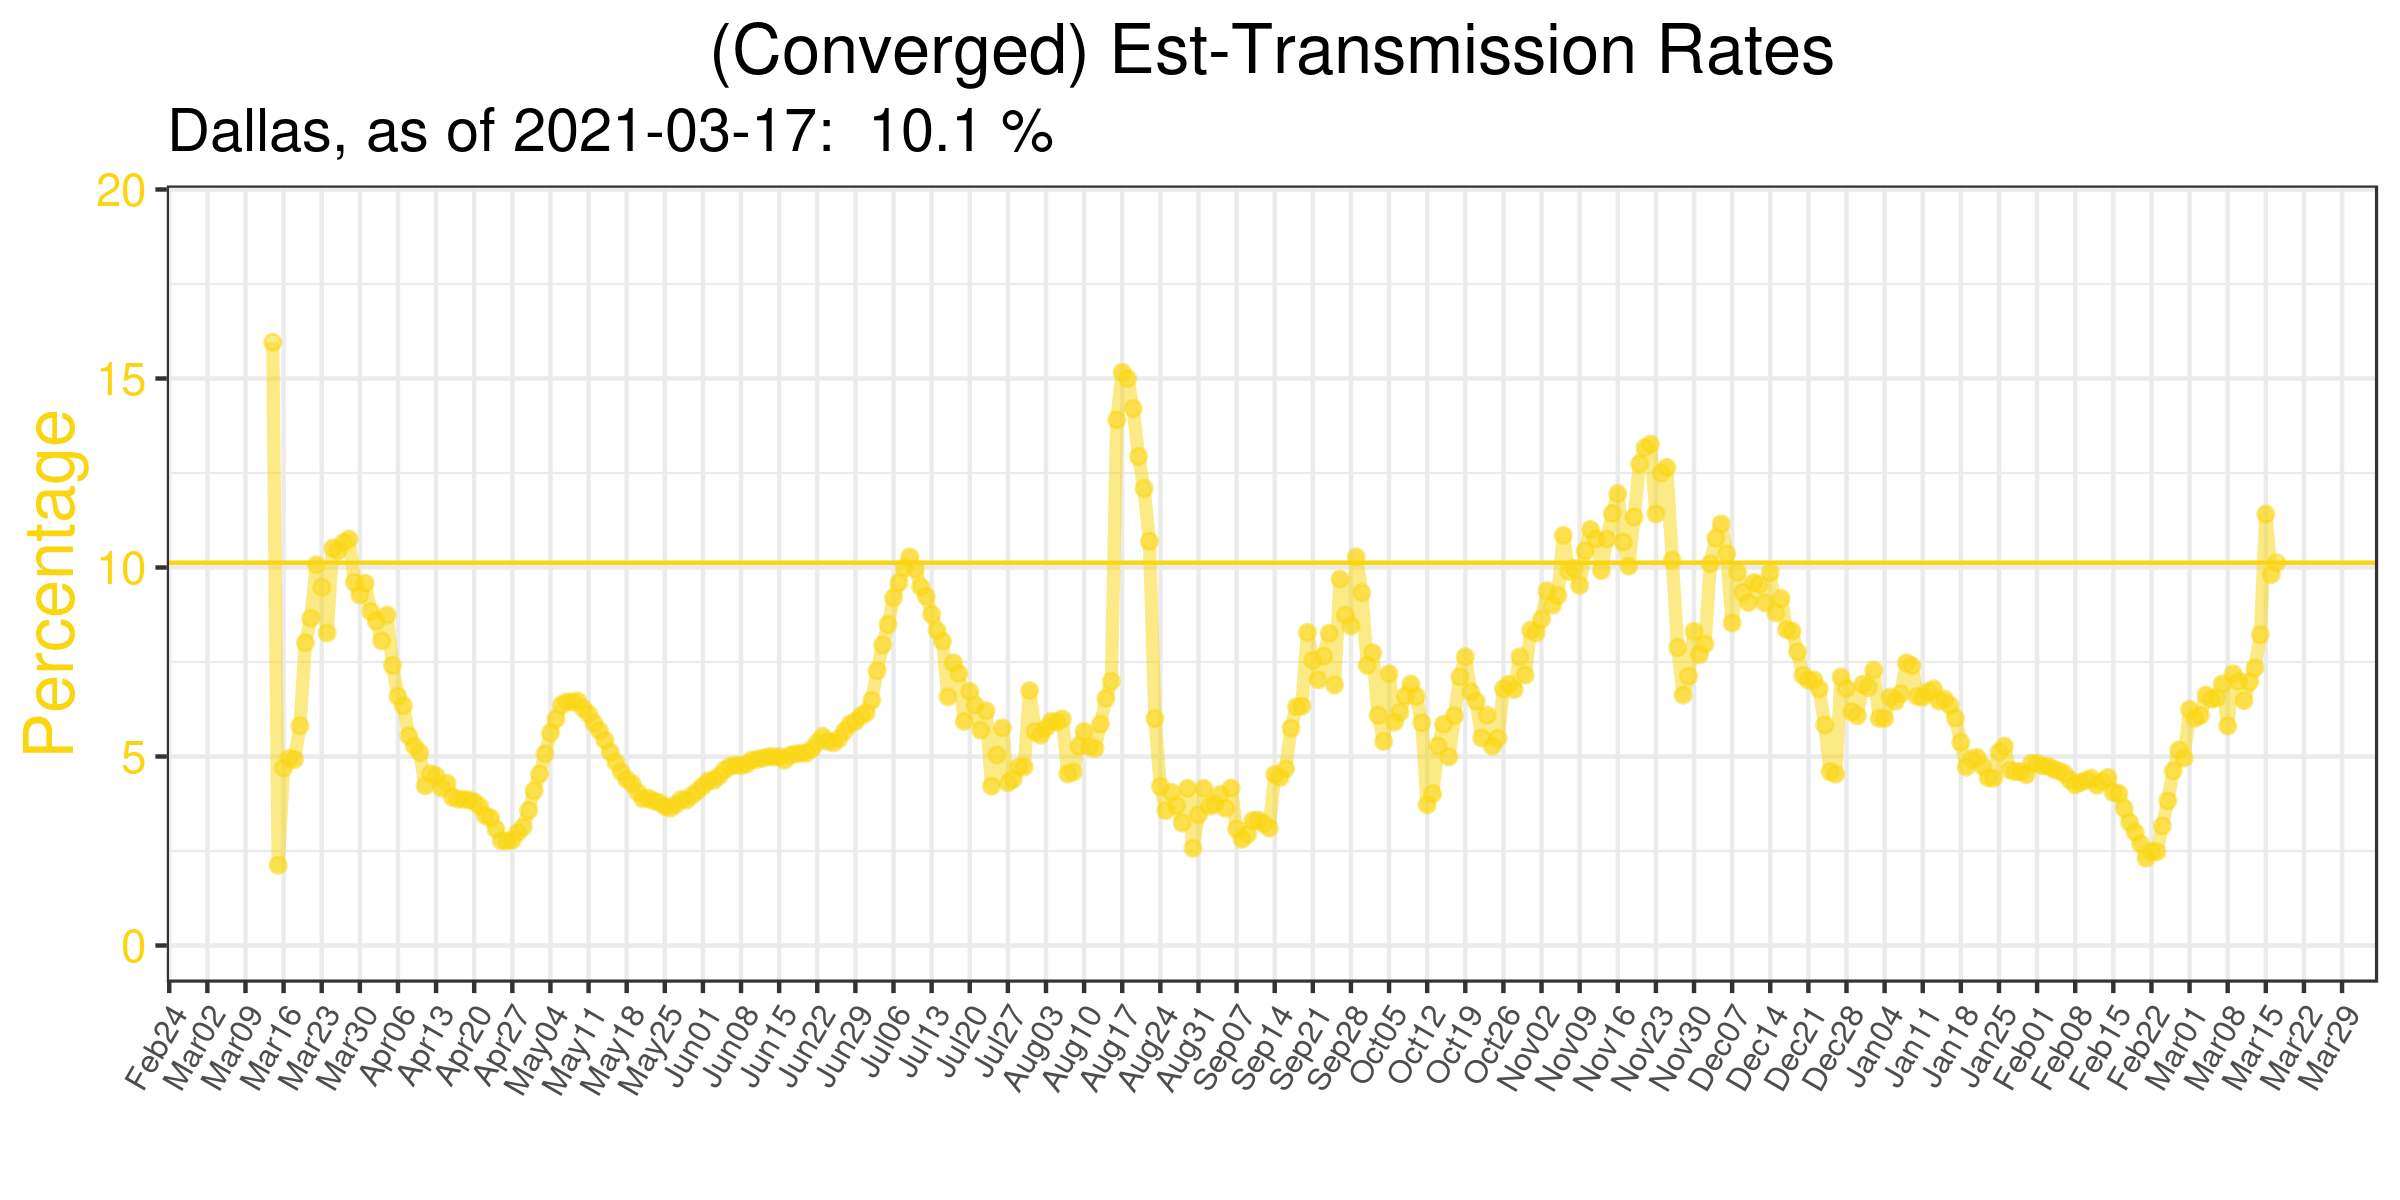 (Converged) Est-Transmission Rates
Dallas, as of 2021-03-17:  10.1 %
Percentage
20
15
10
5
0
Feb24
Mar02
Mar09
Mar16
Mar23
Mar30
Apr06
Apr13
Apr20
Apr27
May04
May11
May18
May25
Jun01
Jun08
Jun15
Jun22
Jun29
Jul06
Jul13
Jul20
Jul27
Aug03
Aug10
Aug17
Aug24
Aug31
Sep07
Sep14
Sep21
Sep28
Oct05
Oct12
Oct19
Oct26
Nov02
Nov09
Nov16
Nov23
Nov30
Dec07
Dec14
Dec21
Dec28
Jan04
Jan11
Jan18
Jan25
Feb01
Feb08
Feb15
Feb22
Mar01
Mar08
Mar15
Mar22
Mar29